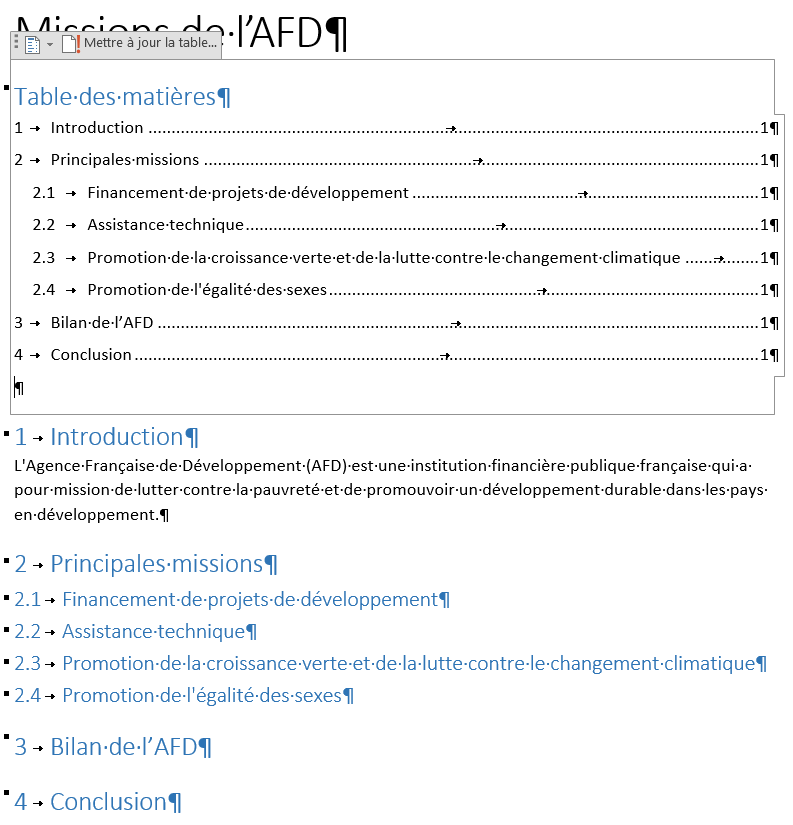 Missions de l’AFD¶
Mettre à jour la table...
Table des matières¶
1 → Introduction ........ → ........ 1¶
2 → Principales missions ........ → ........ 1¶
2.1 → Financement de projets de développement ........ → ........ 1¶
2.2 → Assistance technique ........ → ........ 1¶
2.3 → Promotion de la croissance verte et de la lutte contre le changement climatique ...... → ........ 1¶
2.4 → Promotion de l'égalité des sexes ........ → ........ 1¶
3 → Bilan de l’AFD ........ → ........ 1¶
4 → Conclusion ........ → ........ 1¶
¶
1 → Introduction¶
L'Agence Française de Développement (AFD) est une institution financière publique française qui a
pour mission de lutter contre la pauvreté et de promouvoir un développement durable dans les pays
en développement.¶
2 → Principales missions¶
2.1 → Financement de projets de développement¶
2.2 → Assistance technique¶
2.3 → Promotion de la croissance verte et de la lutte contre le changement climatique¶
2.4 → Promotion de l'égalité des sexes¶
3 → Bilan de l’AFD¶
4 → Conclusion¶